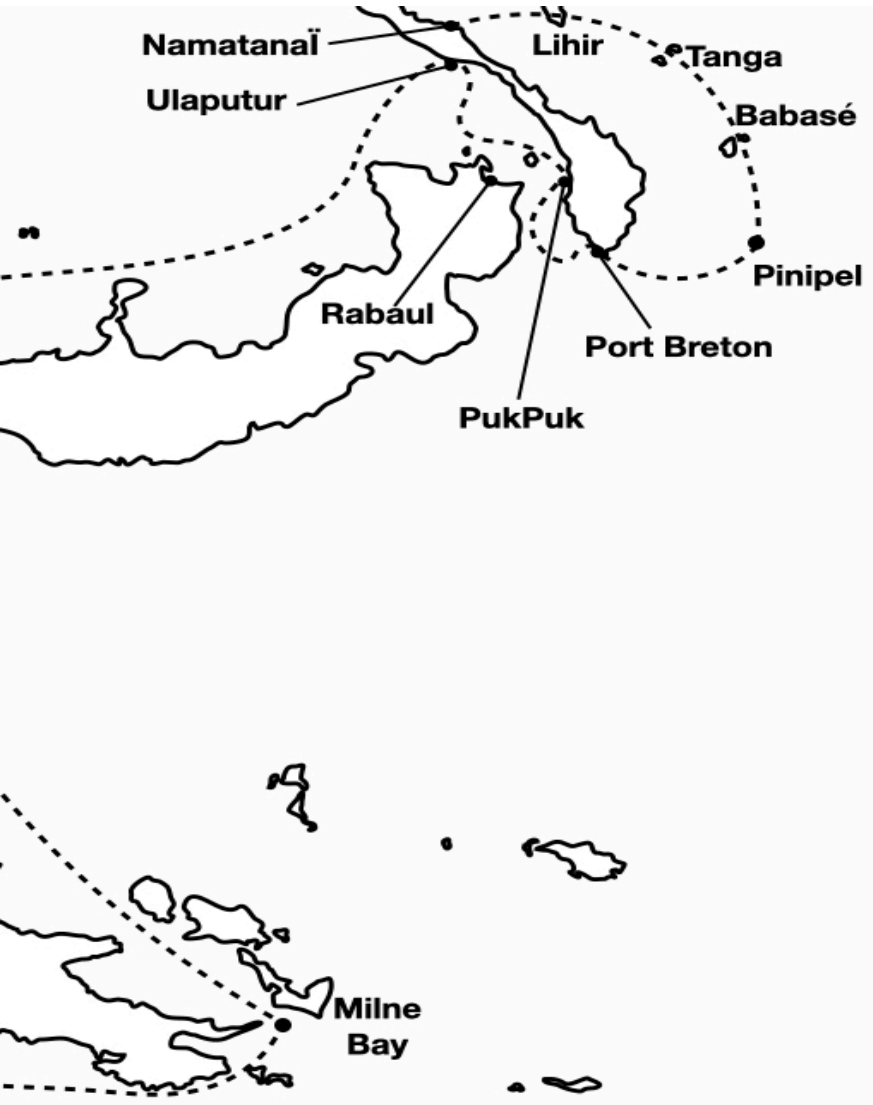 NamatanaÏ
Lihir
Tanga
Ulaputur
Babasé
Pinipel
Rabaul
Port Breton
PukPuk
Milne
Bay